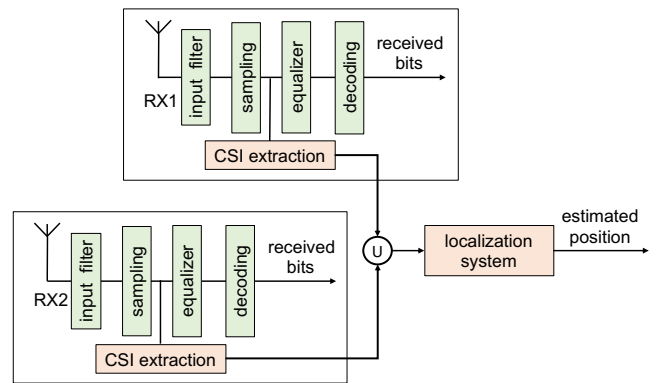 RX1
input filter
sampling
equalizer
decoding
received
bits
CSI extraction
RX2
input filter
sampling
equalizer
decoding
received
bits
CSI extraction
U
localization
system
estimated
position